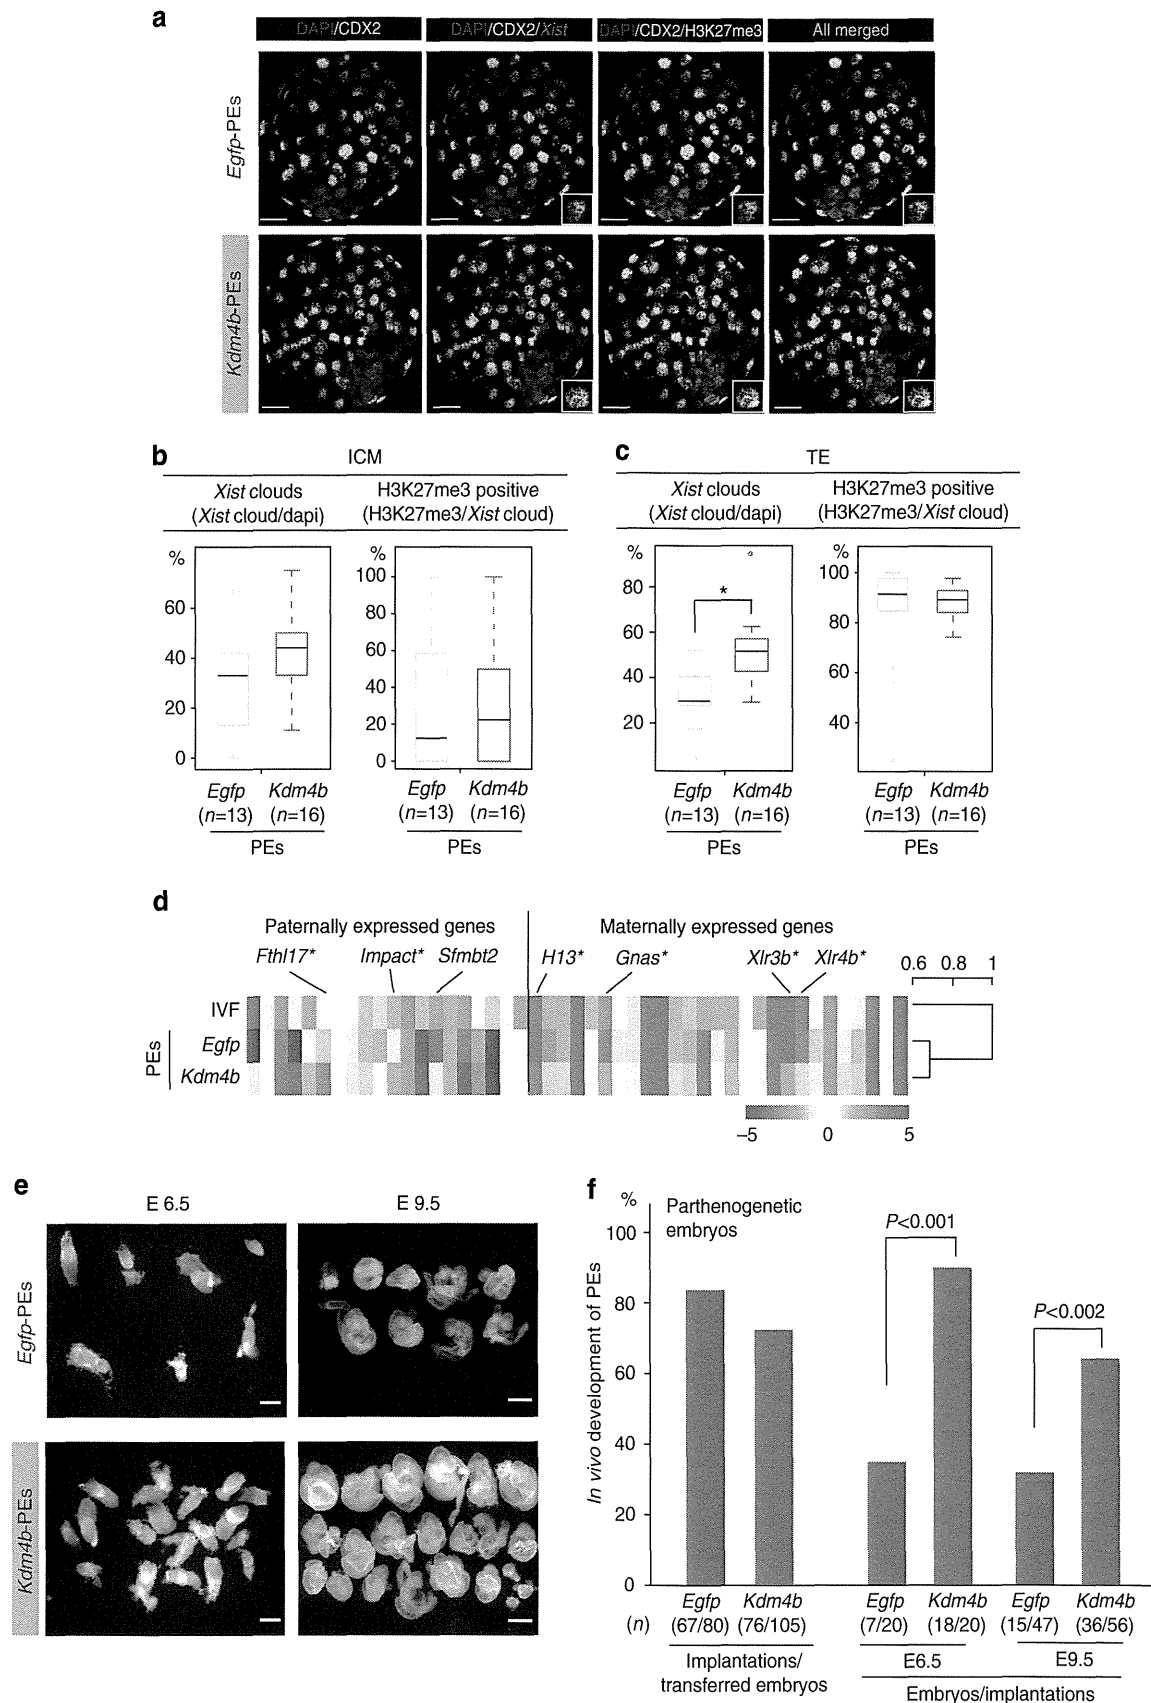 a
DAPI/CDX2
DAPI/CDX2/Xist
DAPI/CDX2/H3K27me3
All merged
Egfp-PEs
Kdm4b-PEs
b
ICM
Xist clouds
(Xist cloud/dapi)
H3K27me3 positive
(H3K27me3/Xist cloud)
%
60
40
20
0
%
100
80
60
40
20
0
Egfp
(n=13)
Kdm4b
(n=16)
PEs
Egfp
(n=13)
Kdm4b
(n=16)
PEs
c
TE
Xist clouds
(Xist cloud/dapi)
H3K27me3 positive
(H3K27me3/Xist cloud)
%
80
60
40
20
*
%
100
80
60
40
Egfp
(n=13)
Kdm4b
(n=16)
PEs
Egfp
(n=13)
Kdm4b
(n=16)
PEs
d
Paternally expressed genes
Maternally expressed genes
Fthl17*
Impact*
Sfmbt2
H13*
Gnas*
Xlr3b*
Xlr4b*
0.6 0.8 1
IVF
PEs
Egfp
Kdm4b
–5 0 5
e
E 6.5
E 9.5
Egfp-PEs
Kdm4b-PEs
f
%
Parthenogenetic
embryos
In vivo development of PEs
100
80
60
40
20
0
P<0.001
P<0.002
(n)
Egfp
(67/80)
Kdm4b
(76/105)
Egfp
(7/20)
Kdm4b
(18/20)
Egfp
(15/47)
Kdm4b
(36/56)
Implantations/
transferred embryos
E6.5
E9.5
Embryos/implantations